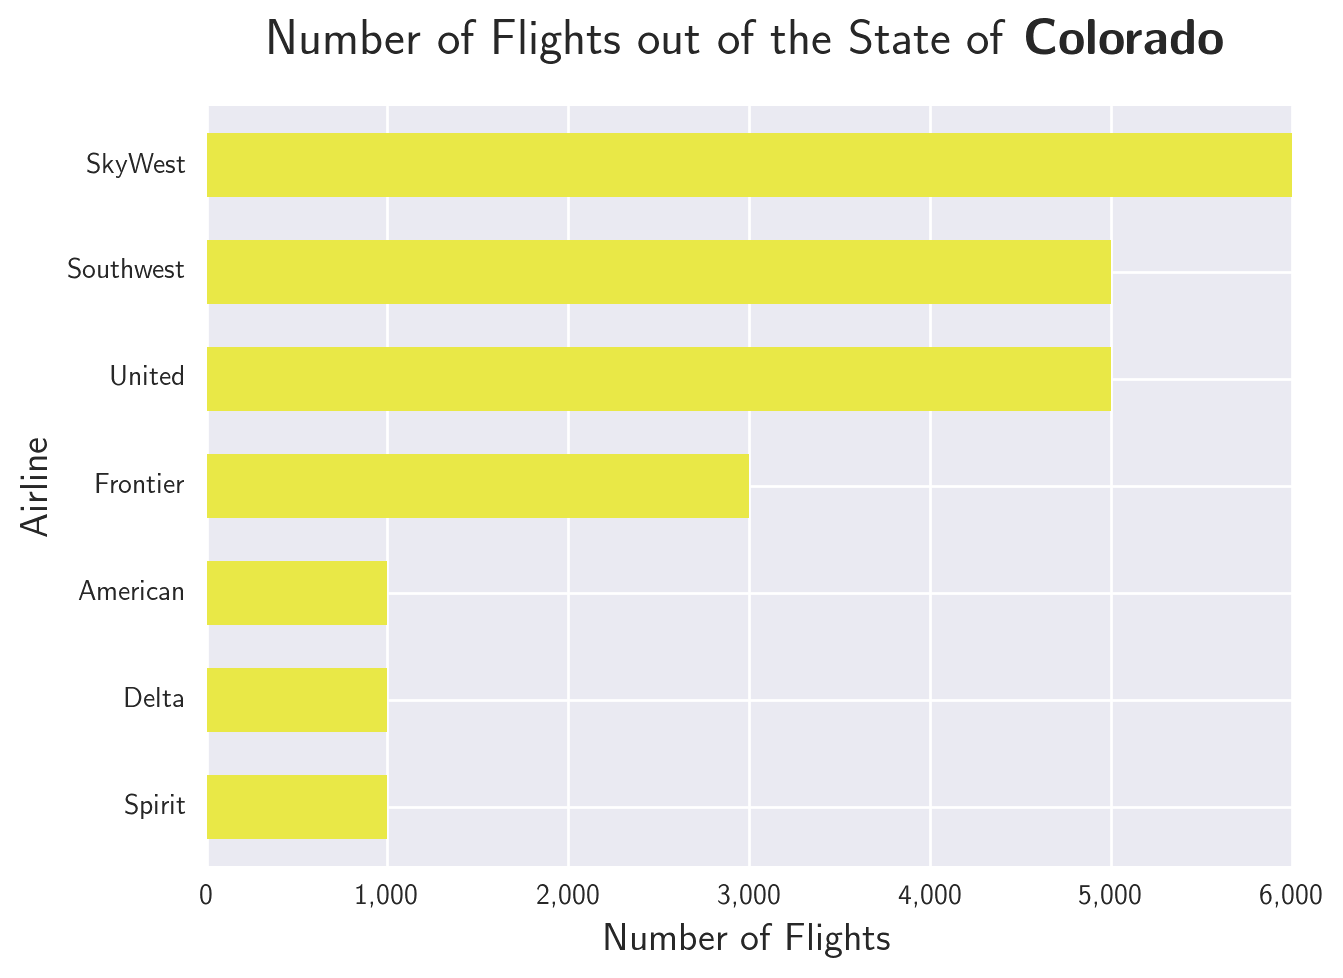 Number of Flights out of the State of Colorado
SkyWest
Southwest
United
Frontier
American
Delta
Spirit
Airline
0 1,000 2,000 3,000 4,000 5,000 6,000
Number of Flights